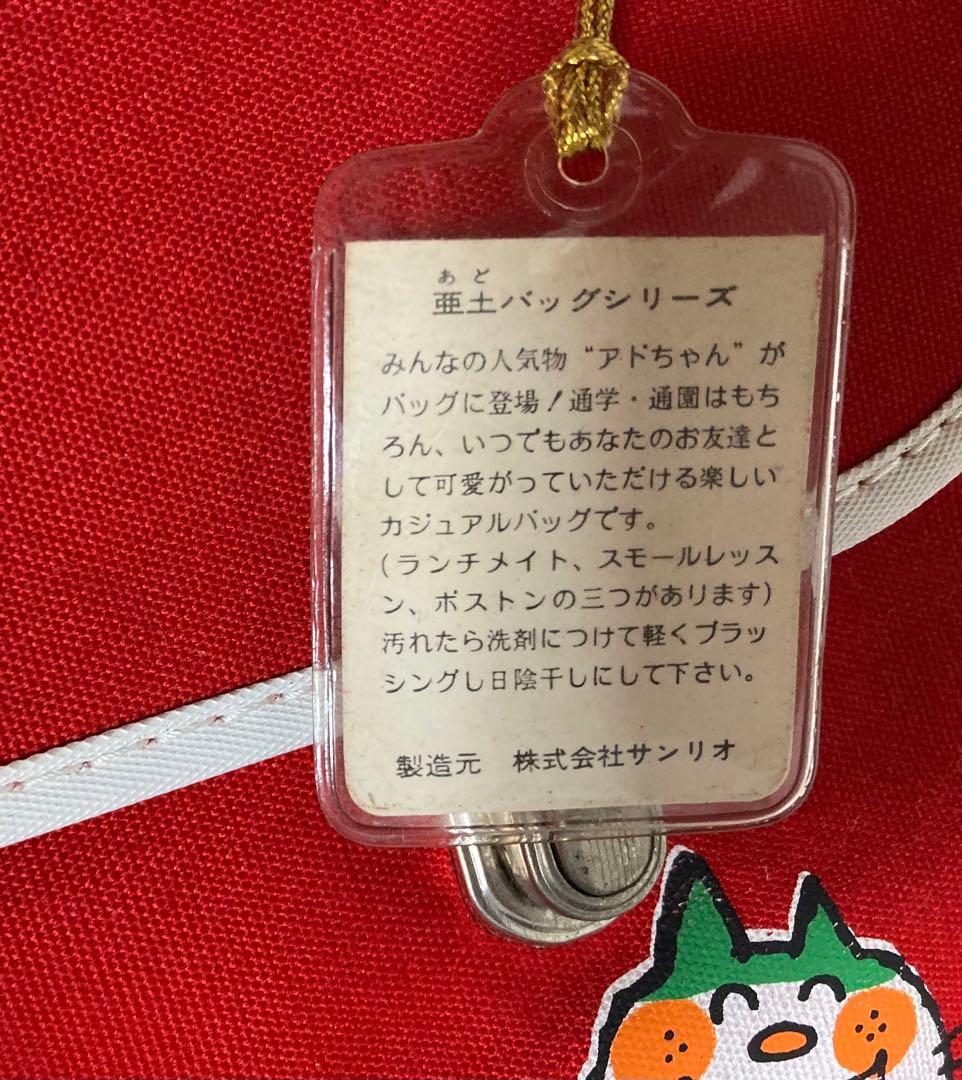 あど
亜土バッグシリーズ
みんなの人気物“アドちゃん”が
バッグに登場！通学・通園はもち
ろん、いつでもあなたのお友達と
して可愛がっていただける楽しい
カジュアルバッグです。
(ランチメイト、スモールレッス
ン、ボストンの三つがあります)
汚れたら洗剤につけて軽くブラッ
シングし日陰干しにして下さい。
製造元　株式会社サンリオ